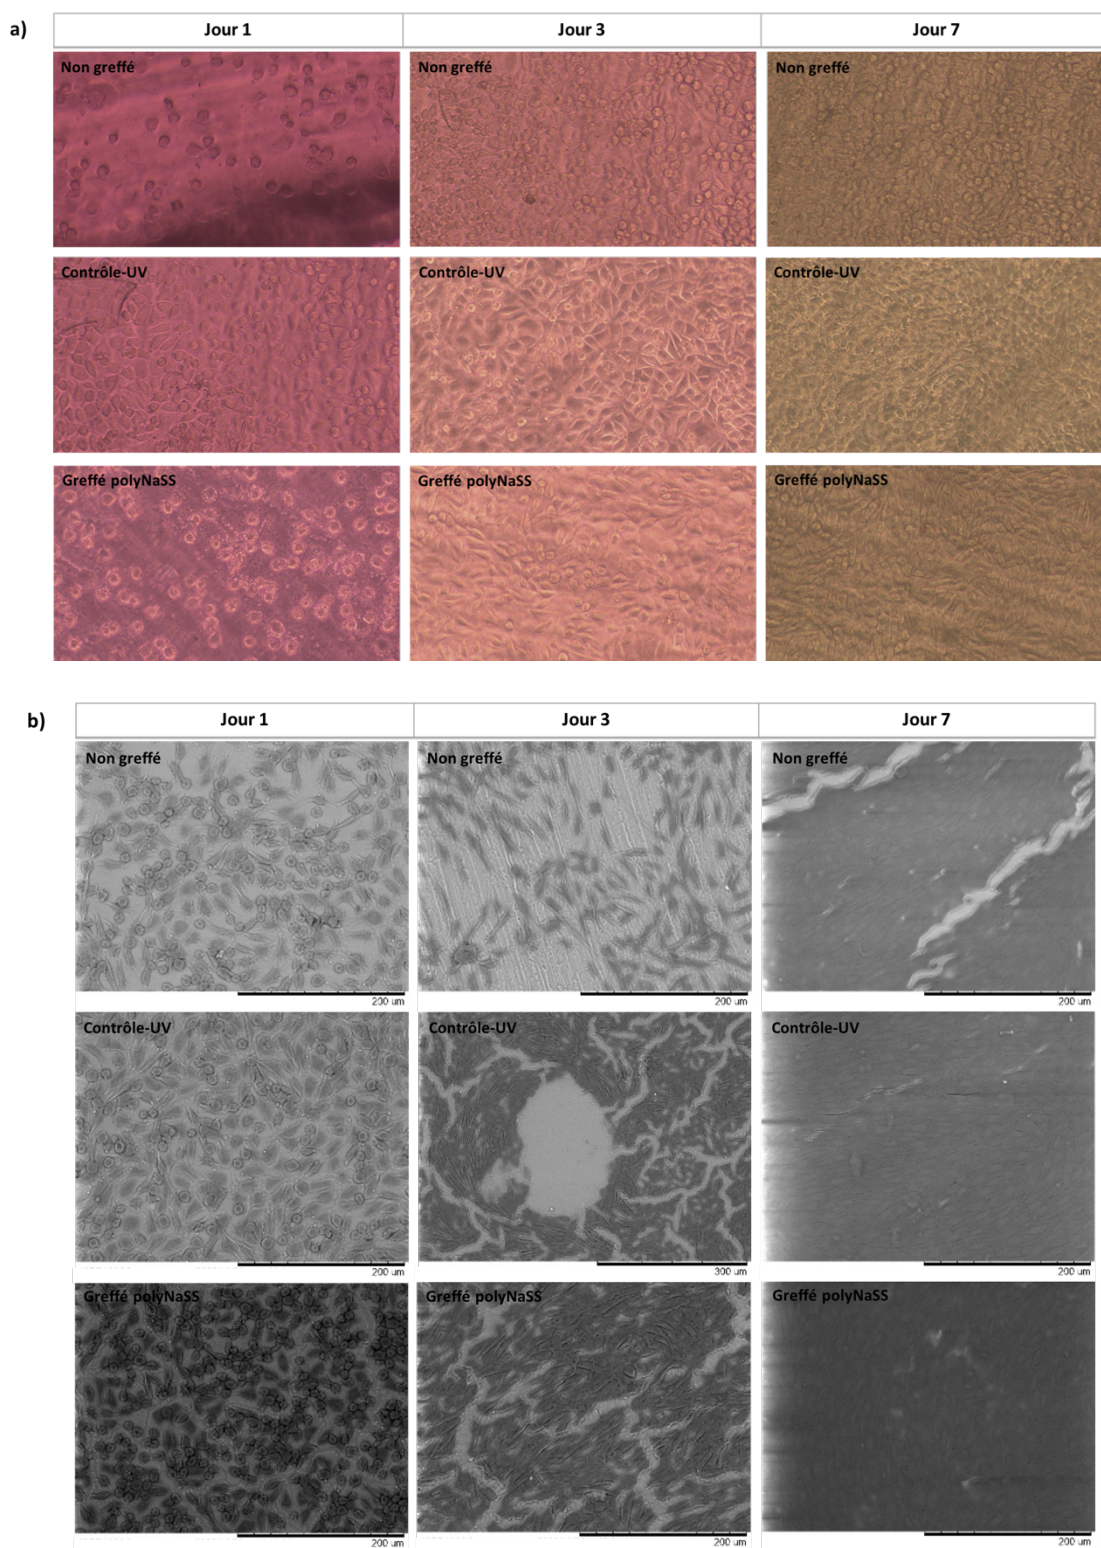 a)
Jour 1
Jour 3
Jour 7
Non greffé
Non greffé
Non greffé
Contrôle-UV
Contrôle-UV
Contrôle-UV
Greffé polyNaSS
Greffé polyNaSS
Greffé polyNaSS
b)
Jour 1
Jour 3
Jour 7
Non greffé
Non greffé
Non greffé
200 um
200 um
200 um
Contrôle-UV
Contrôle-UV
Contrôle-UV
200 um
300 um
200 um
Greffé polyNaSS
Greffé polyNaSS
Greffé polyNaSS
200 um
200 um
200 um